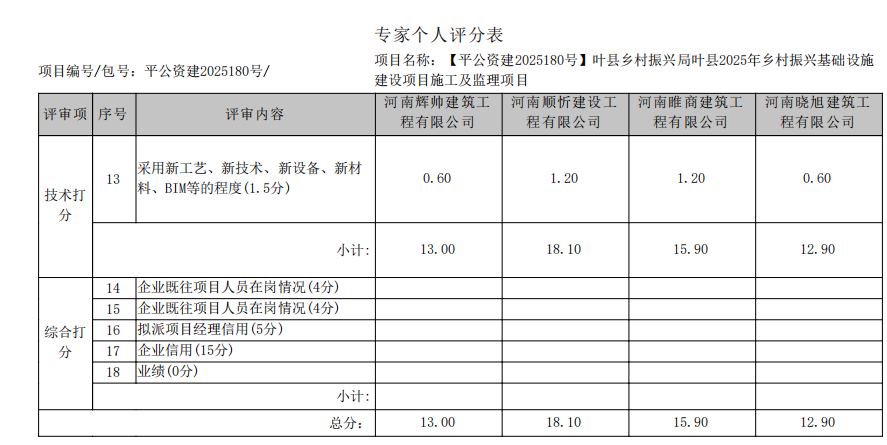 专家个人评分表
项目编号/包号：平公资建2025180号/
项目名称：【平公资建2025180号】叶县乡村振兴局叶县2025年乡村振兴基础设施
建设项目施工及监理项目
评审项 序号 评审内容 河南辉帅建筑工程有限公司 河南顺忻建设工程有限公司 河南睢商建筑工程有限公司 河南晓旭建筑工程有限公司
技术打分
13 采用新工艺、新技术、新设备、新材
料、BIM等的程度(1.5分) 0.60 1.20 1.20 0.60
小计: 13.00 18.10 15.90 12.90
综合打分
14 企业既往项目人员在岗情况(4分)
15 企业既往项目人员在岗情况(4分)
16 拟派项目经理信用(5分)
17 企业信用(15分)
18 业绩(0分)
小计:
总分： 13.00 18.10 15.90 12.90